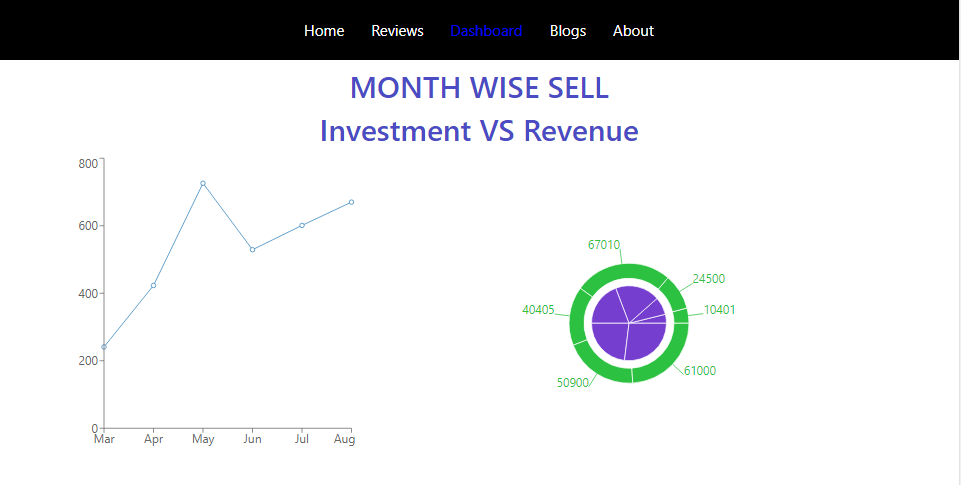 Home Reviews Dashboard Blogs About
MONTH WISE SELL
Investment VS Revenue
800
600
400
200
0
Mar Apr May Jun Jul Aug
67010
24500
40405
10401
61000
50900